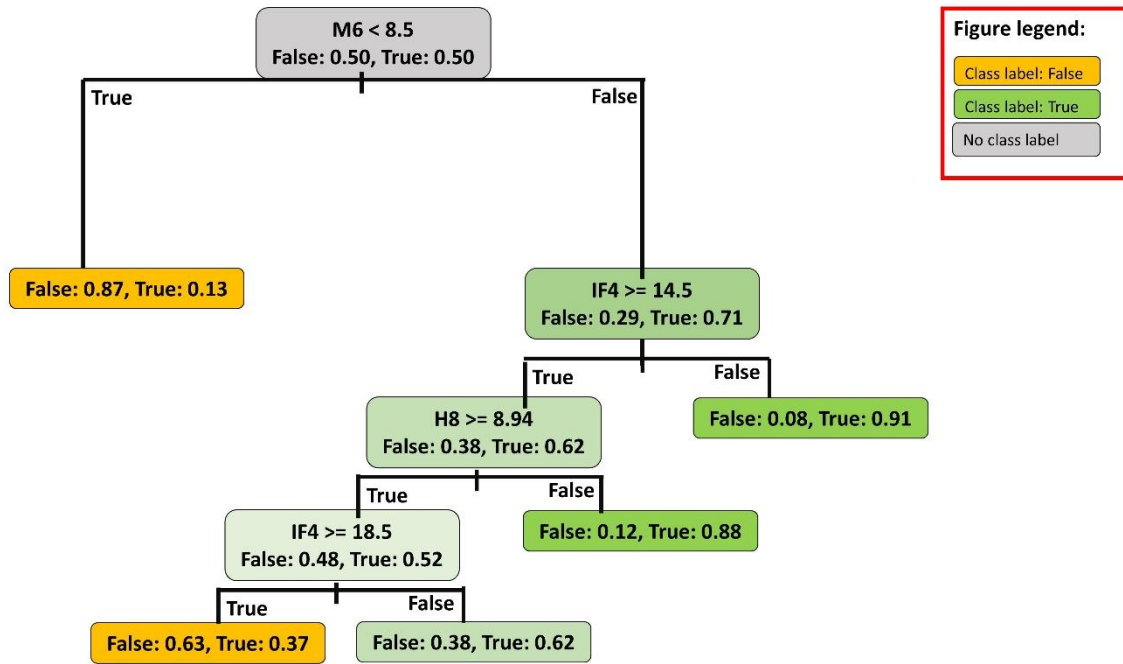 M6 < 8.5
False: 0.50, True: 0.50
Figure legend:
Class label: False
Class label: True
No class label
True
False
False: 0.87, True: 0.13
IF4 >= 14.5
False: 0.29, True: 0.71
True
False
H8 >= 8.94
False: 0.38, True: 0.62
False: 0.08, True: 0.91
True
False
IF4 >= 18.5
False: 0.48, True: 0.52
False: 0.12, True: 0.88
True
False
False: 0.63, True: 0.37
False: 0.38, True: 0.62